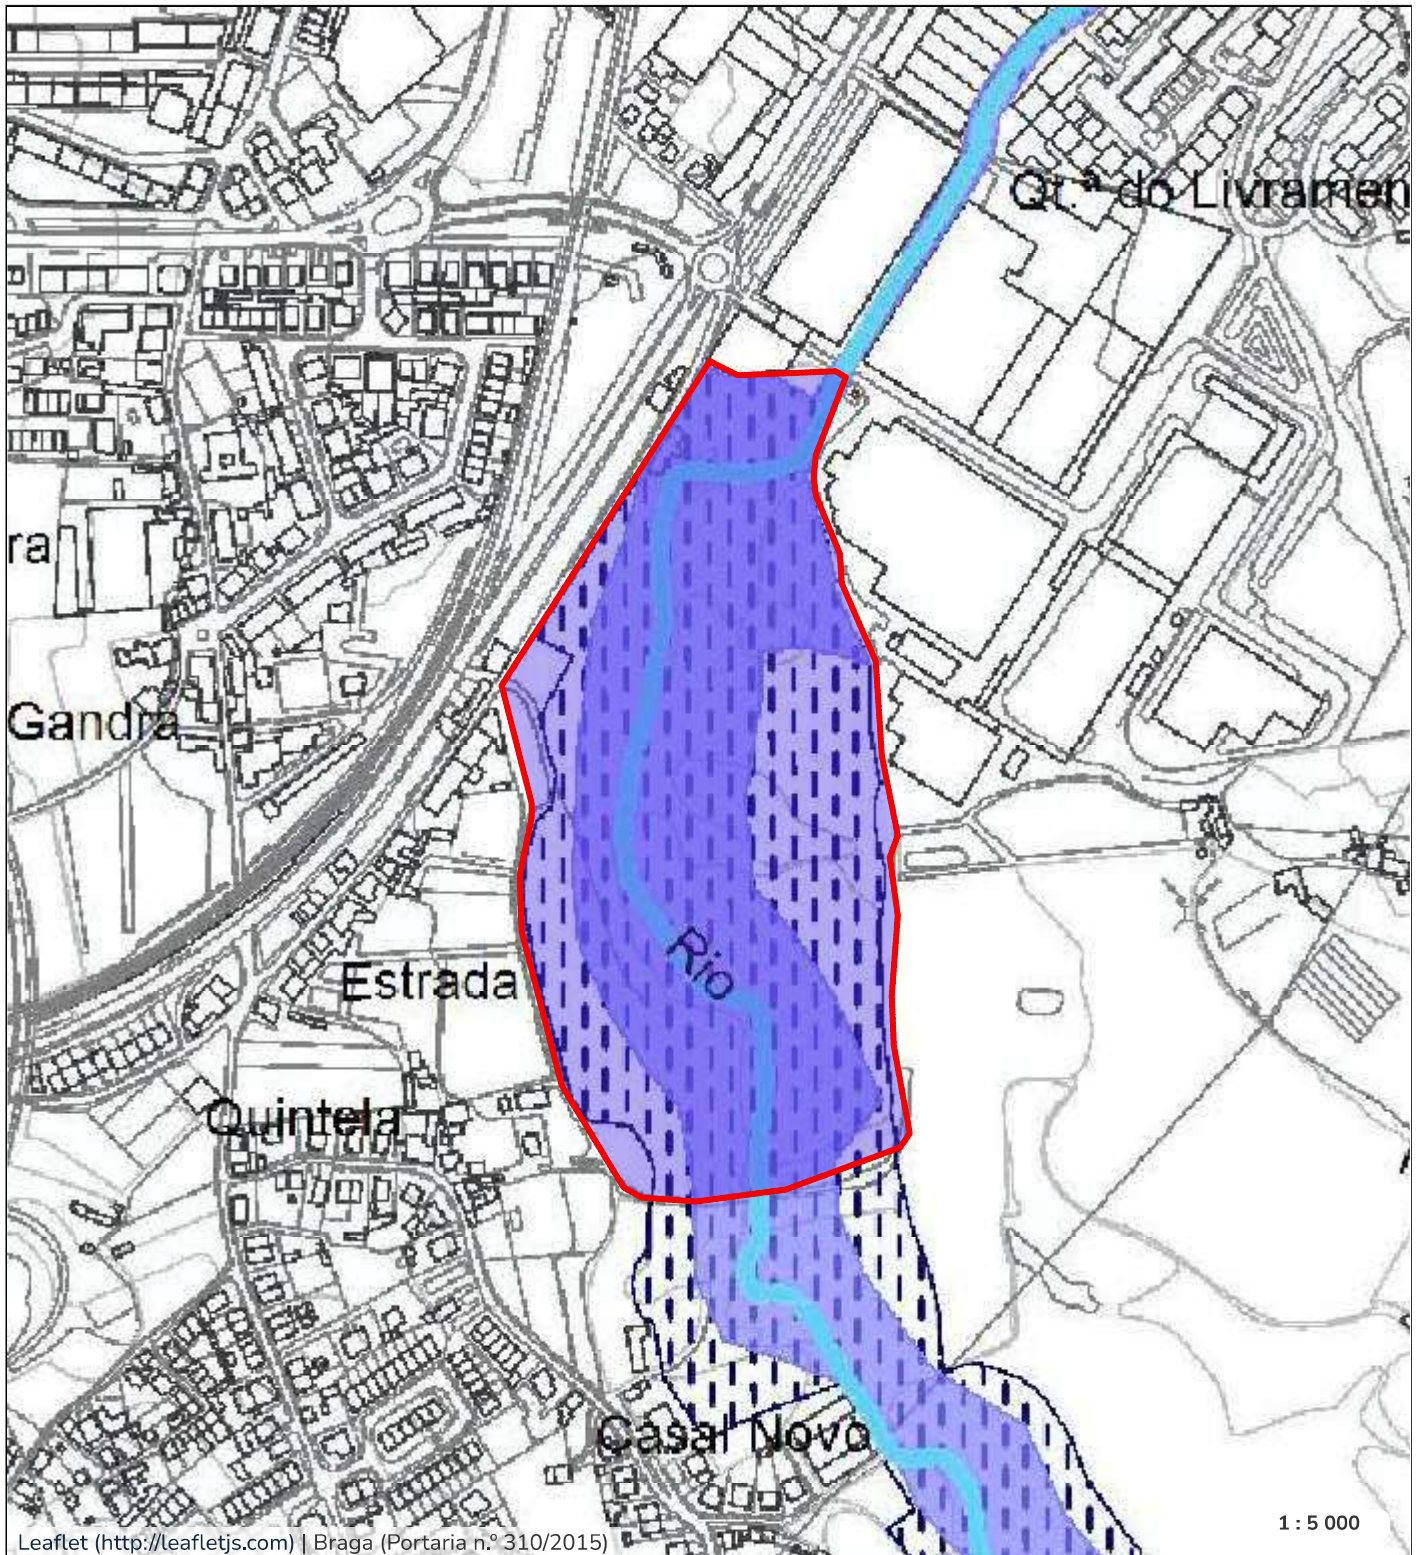 Qt.ª do Livramen
ra
Gandra
Rio
Estrada
Quintela
Casal Novo
1 : 5 000
Leaflet (http://leafletjs.com) | Braga (Portaria n.º 310/2015)